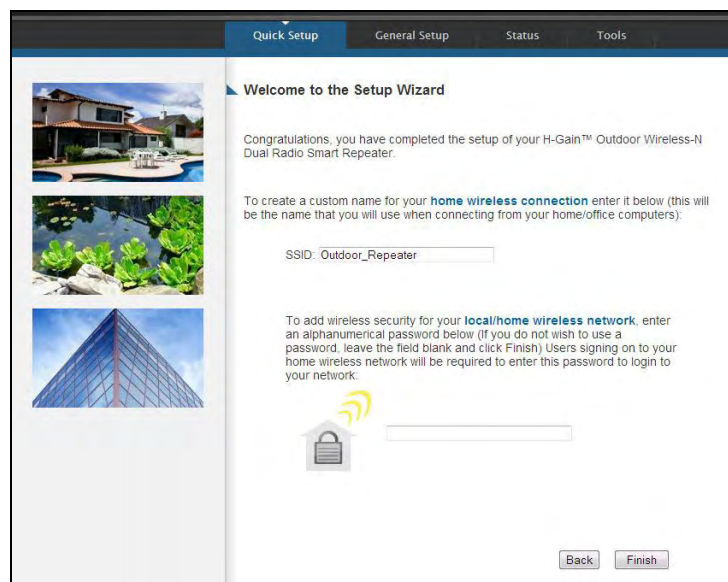 Quick Setup General Setup Status Tools
Welcome to the Setup Wizard
Congratulations, you have completed the setup of your H-Gain™ Outdoor Wireless-N
Dual Radio Smart Repeater.
To create a custom name for your home wireless connection enter it below (this will
be the name that you will use when connecting from your home/office computers):
SSID: Outdoor_Repeater
To add wireless security for your local/home wireless network, enter
an alphanumerical password below (If you do not wish to use a
password, leave the field blank and click Finish) Users signing on to your
home wireless network will be required to enter this password to login to
your network:
Back Finish